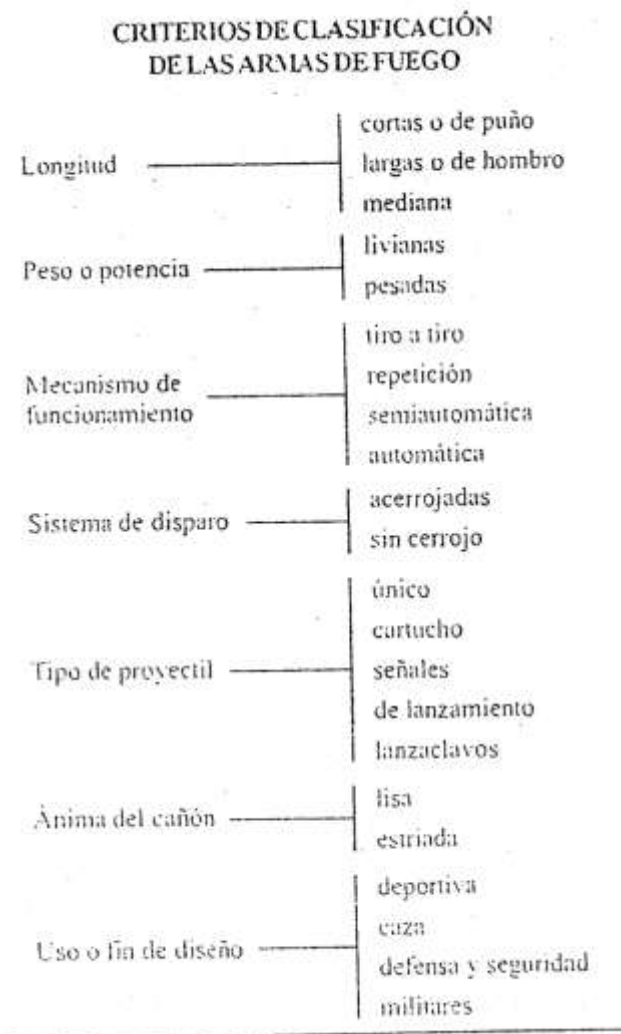 CRITERIOS DE CLASIFICACIÓN
DE LAS ARMAS DE FUEGO
Longitud
cortas o de puño
largas o de hombro
mediana
Peso o potencia
livianas
pesadas
Mecanismo de
funcionamiento
tiro a tiro
repetición
semiautomática
automática
Sistema de disparo
acerrojadas
sin cerrojo
Tipo de proyectil
único
cartucho
señales
de lanzamiento
lanzaclavos
Ánima del cañón
lisa
estriada
Uso o fin de diseño
deportiva
caza
defensa y seguridad
militares